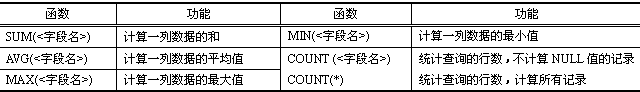 函数 功能 函数 功能
SUM(<字段名>) 计算一列数据的和 MIN(<字段名>) 计算一列数据的最小值
AVG(<字段名>) 计算一列数据的平均值 COUNT (<字段名>) 统计查询的行数，不计算 NULL 值的记录
MAX(<字段名>) 计算一列数据的最大值 COUNT(*) 统计查询的行数，计算所有记录